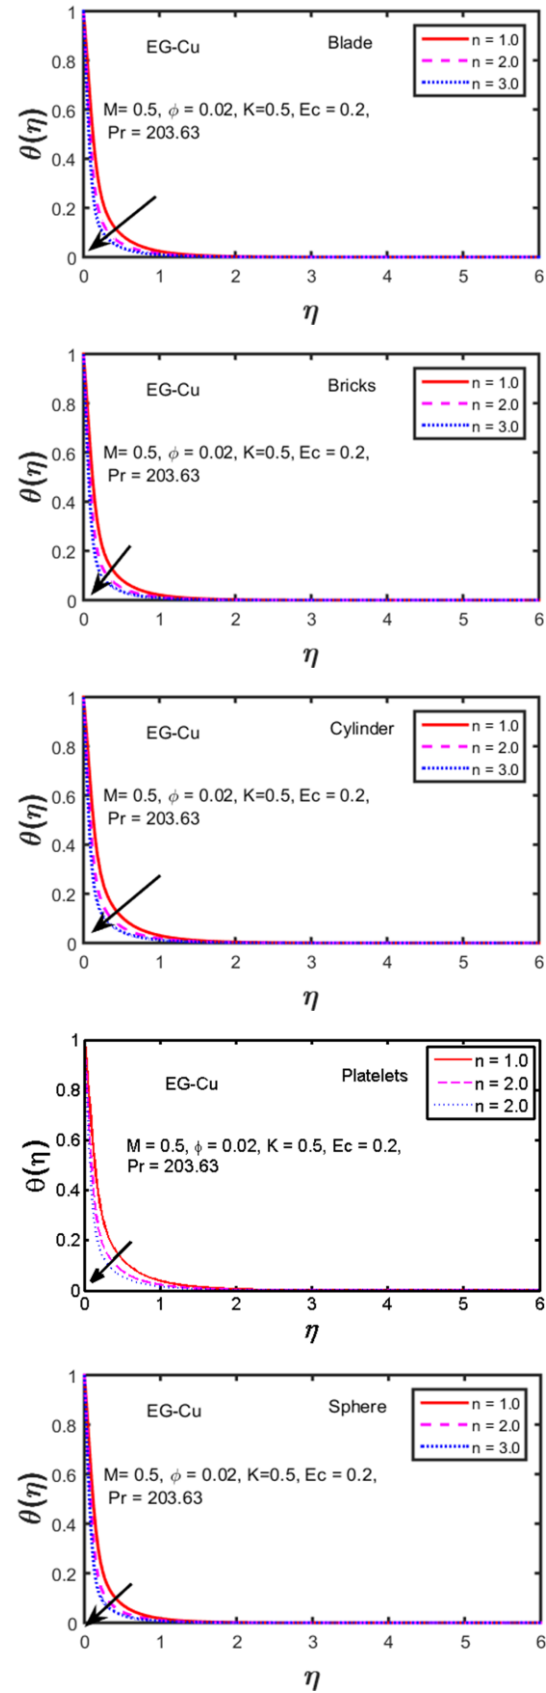 EG-Cu
Blade
n = 1.0
n = 2.0
n = 3.0
M= 0.5, ϕ = 0.02, K=0.5, Ec = 0.2,
Pr = 203.63
θ(η)
1
0.8
0.6
0.4
0.2
0
0 1 2 3 4 5 6
η
EG-Cu
Bricks
n = 1.0
n = 2.0
n = 3.0
M= 0.5, ϕ = 0.02, K=0.5, Ec = 0.2,
Pr = 203.63
θ(η)
1
0.8
0.6
0.4
0.2
0
0 1 2 3 4 5 6
η
EG-Cu
Cylinder
n = 1.0
n = 2.0
n = 3.0
M= 0.5, ϕ = 0.02, K=0.5, Ec = 0.2,
Pr = 203.63
θ(η)
1
0.8
0.6
0.4
0.2
0
0 1 2 3 4 5 6
η
EG-Cu
Platelets
n = 1.0
n = 2.0
n = 2.0
M = 0.5, ϕ = 0.02, K = 0.5, Ec = 0.2,
Pr = 203.63
θ(η)
1
0.8
0.6
0.4
0.2
0
0 1 2 3 4 5 6
η
EG-Cu
Sphere
n = 1.0
n = 2.0
n = 3.0
M= 0.5, ϕ = 0.02, K=0.5, Ec = 0.2,
Pr = 203.63
θ(η)
1
0.8
0.6
0.4
0.2
0
0 1 2 3 4 5 6
η